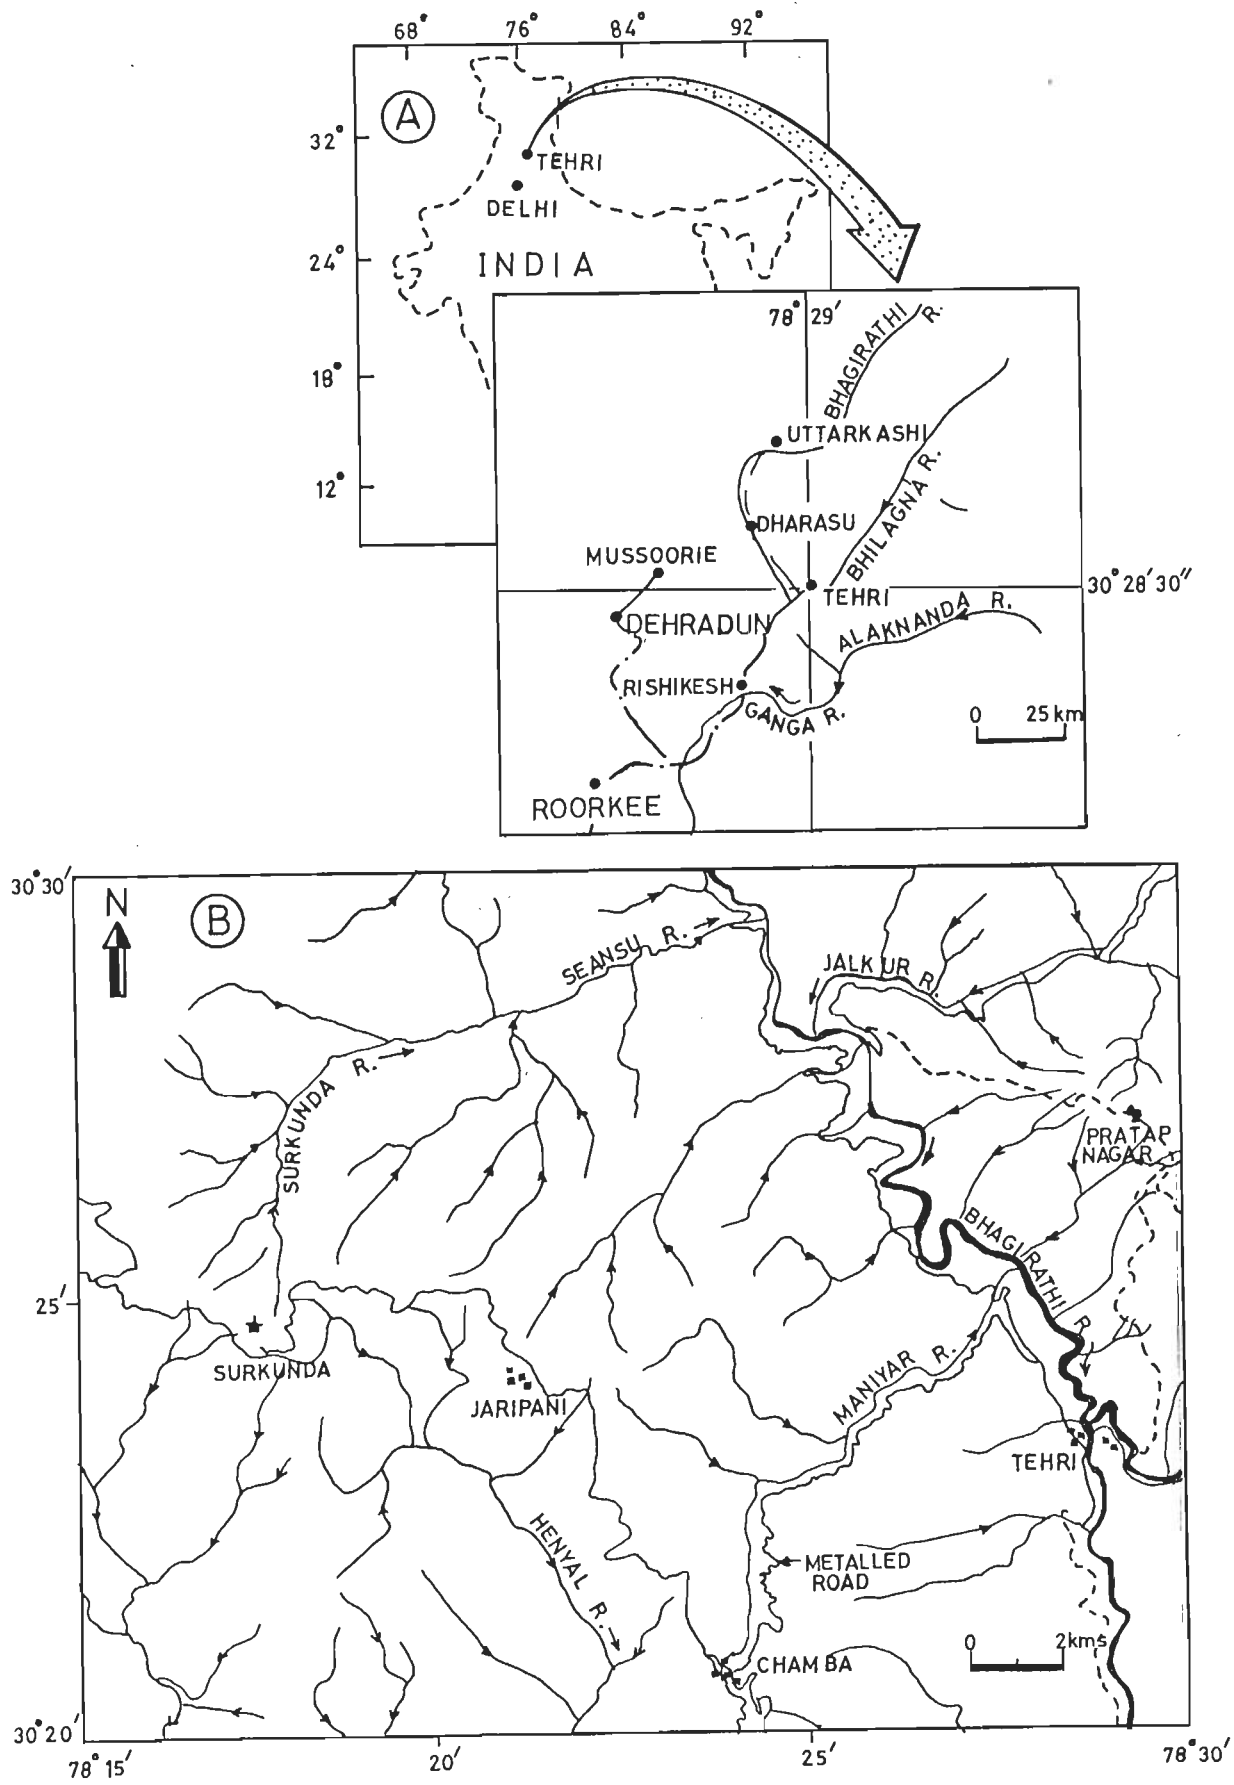 68° 76° 84° 92°
A
32°
TEHRI
DELHI
24°
INDIA
78° 29′
BHAGIRATHI R.
18°
UTTARKASHI
BHILAGNA R.
12°
DHARASU
MUSSOORIE
30° 28′ 30″
TEHRI
DEHRADUN
ALAKNANDA R.
RISHIKESH
GANGA R.
0 25 km
ROORKEE
30° 30′
N
B
SEANSU R.
JALKUR R.
SURKUNDA R.
PRATAP
NAGAR
BHAGIRATHI R.
25′
SURKUNDA
MANIYAR R.
JARIPANI
TEHRI
HENYAL R.
METALLED
ROAD
0 2kms
CHAMBA
30° 20′
78° 15′ 20′ 25′ 78° 30′